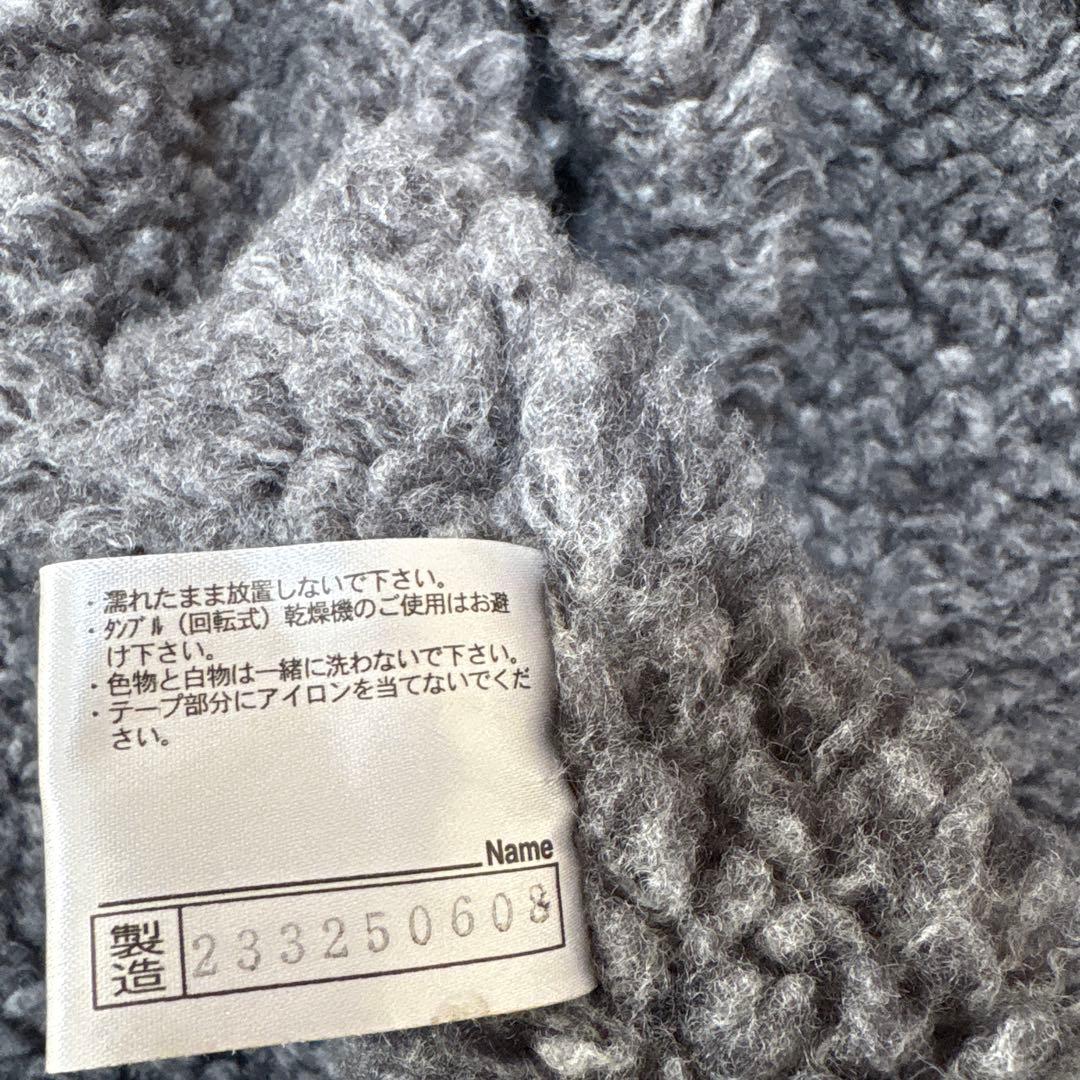 ・濡れたまま放置しないで下さい。
・ﾀﾝﾌﾞﾙ（回転式）乾燥機のご使用はお避
け下さい。
・色物と白物は一緒に洗わないで下さい。
・テープ部分にアイロンを当てないでくだ
さい。
Name
製造 233250608